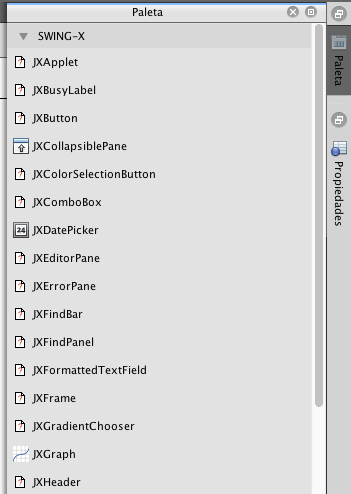 Paleta
SWING-X
JXApplet
JXBusyLabel
JXButton
JXCollapsiblePane
JXColorSelectionButton
JXComboBox
24
JXDatePicker
JXEditorPane
JXErrorPane
JXFindBar
JXFindPanel
JXFormattedTextField
JXFrame
JXGradientChooser
JXGraph
JXHeader
Paleta
Propiedades